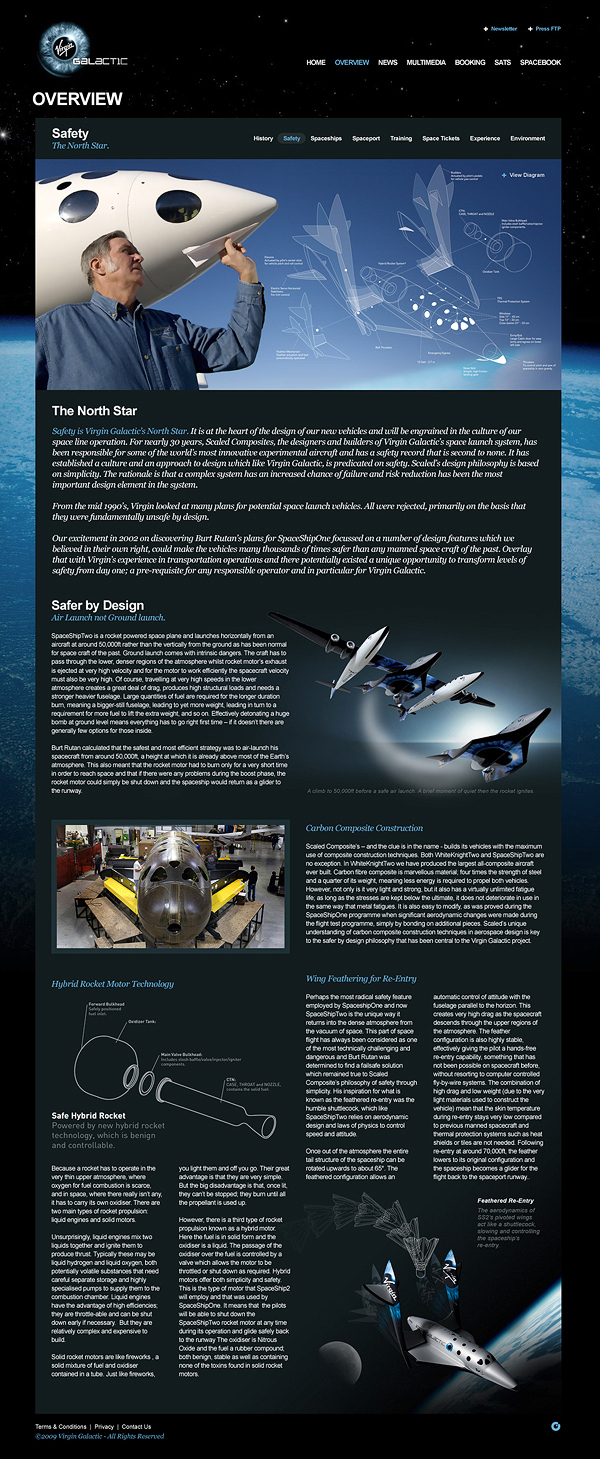 Newsletter
Press FTP
Virgin
GALACTIC
HOME OVERVIEW NEWS MULTIMEDIA BOOKING SATS SPACEBOOK
OVERVIEW
Safety
The North Star.
History Safety Spaceships Spaceport Training Space Tickets Experience Environment
View Diagram
The North Star
Safety is Virgin Galactic's North Star. It is at the heart of the design of our new vehicles and will be engrained in the culture of our
space line operation. For nearly 30 years, Scaled Composites, the designers and builders of Virgin Galactic's space launch system, has
been responsible for some of the world's most innovative experimental aircraft and has a safety record that is second to none. It has
established a culture and an approach to design which like Virgin Galactic, is predicated on safety. Scaled's design philosophy is based
on simplicity. The rationale is that a complex system has an increased chance of failure and risk reduction has been the most
important design element in the system.
From the mid 1990's, Virgin looked at many plans for potential space launch vehicles. All were rejected, primarily on the basis that
they were fundamentally unsafe by design.
Our excitement in 2002 on discovering Burt Rutan's plans for SpaceShipOne focussed on a number of design features which we
believed in their own right, could make the vehicles many thousands of times safer than any manned space craft of the past. Overlay
that with Virgin's experience in transportation operations and there potentially existed a unique opportunity to transform levels of
safety from day one; a pre-requisite for any responsible operator and in particular for Virgin Galactic.
Safer by Design
Air Launch not Ground launch.
SpaceShipTwo is a rocket powered space plane and launches horizontally from an
aircraft at around 50,000ft rather than the vertically from the ground as has been normal
for space craft of the past. Ground launch comes with intrinsic dangers. The craft has to
pass through the lower, denser regions of the atmosphere whilst rocket motor's exhaust
is ejected at very high velocity and for the motor to work efficiently the spacecraft velocity
must also be very high. Of course, travelling at very high speeds in the lower
atmosphere creates a great deal of drag, produces high structural loads and needs a
stronger heavier fuselage. Large quantities of fuel are required for the longer duration
burn, meaning a bigger-still fuselage, leading to yet more weight, leading in turn to a
requirement for more fuel to lift the extra weight, and so on. Effectively detonating a huge
bomb at ground level means everything has to go right first time – if it doesn't there are
generally few options for those inside.
Burt Rutan calculated that the safest and most efficient strategy was to air-launch his
spacecraft from around 50,000ft, a height at which it is already above most of the Earth's
atmosphere. This also meant that the rocket motor had to burn only for a very short time
in order to reach space and that if there were any problems during the boost phase, the
rocket motor could simply be shut down and the spaceship would return as a glider to
the runway.
A climb to 50,000ft before a safe air launch. A brief moment of quiet then the rocket ignites.
Carbon Composite Construction
Scaled Composite's – and the clue is in the name - builds its vehicles with the maximum
use of composite construction techniques. Both WhiteKnightTwo and SpaceShipTwo are
no exception. In WhiteKnightTwo we have produced the largest all-composite aircraft
ever built. Carbon fibre composite is marvellous material; four times the strength of steel
and a quarter of its weight, meaning less energy is required to propel both vehicles.
However, not only is it very light and strong, but it also has a virtually unlimited fatigue
life; as long as the stresses are kept below the ultimate, it does not deteriorate in use in
the same way that metal fatigues. It is also easy to modify, as was proved during the
SpaceShipOne programme when significant aerodynamic changes were made during
the flight test programme, simply by bonding on additional pieces. Scaled's unique
understanding of carbon composite construction techniques in aerospace design is key
to the safer by design philosophy that has been central to the Virgin Galactic project.
Hybrid Rocket Motor Technology
Forward Bulkhead
Safety positioned
fuel inlet.
Oxidizer Tank:
Main Valve Bulkhead:
Includes slosh baffle/valve/injector/igniter
components.
CTN:
CASE, THROAT and NOZZLE,
contains the solid fuel.
Safe Hybrid Rocket
Powered by new hybrid rocket
technology, which is benign
and controllable.
Because a rocket has to operate in the
very thin upper atmosphere, where
oxygen for fuel combustion is scarce,
and in space, where there really isn't any,
it has to carry its own oxidiser. There are
two main types of rocket propulsion:
liquid engines and solid motors.
Unsurprisingly, liquid engines mix two
liquids together and ignite them to
produce thrust. Typically these may be
liquid hydrogen and liquid oxygen, both
potentially volatile substances that need
careful separate storage and highly
specialised pumps to supply them to the
combustion chamber. Liquid engines
have the advantage of high efficiencies;
they are throttle-able and can be shut
down early if necessary. But they are
relatively complex and expensive to
build.
Solid rocket motors are like fireworks , a
solid mixture of fuel and oxidiser
contained in a tube. Just like fireworks,
you light them and off you go. Their great
advantage is that they are very simple.
But the big disadvantage is that, once lit,
they can't be stopped; they burn until all
the propellant is used up.
However, there is a third type of rocket
propulsion known as a hybrid motor.
Here the fuel is in solid form and the
oxidiser is a liquid. The passage of the
oxidiser over the fuel is controlled by a
valve which allows the motor to be
throttled or shut down as required. Hybrid
motors offer both simplicity and safety.
This is the type of motor that SpaceShip2
will employ and that was used by
SpaceShipOne. It means that the pilots
will be able to shut down the
SpaceShipTwo rocket motor at any time
during its operation and glide safely back
to the runway The oxidiser is Nitrous
Oxide and the fuel a rubber compound;
both benign, stable as well as containing
none of the toxins found in solid rocket
motors.
Wing Feathering for Re-Entry
Perhaps the most radical safety feature
employed by SpaceshipOne and now
SpaceShipTwo is the unique way it
returns into the dense atmosphere from
the vacuum of space. This part of space
flight has always been considered as one
of the most technically challenging and
dangerous and Burt Rutan was
determined to find a failsafe solution
which remained true to Scaled
Composite's philosophy of safety through
simplicity. His inspiration for what is
known as the feathered re-entry was the
humble shuttlecock, which like
SpaceShipTwo relies on aerodynamic
design and laws of physics to control
speed and attitude.
Once out of the atmosphere the entire
tail structure of the spaceship can be
rotated upwards to about 65º. The
feathered configuration allows an
automatic control of attitude with the
fuselage parallel to the horizon. This
creates very high drag as the spacecraft
descends through the upper regions of
the atmosphere. The feather
configuration is also highly stable,
effectively giving the pilot a hands-free
re-entry capability, something that has
not been possible on spacecraft before,
without resorting to computer controlled
fly-by-wire systems. The combination of
high drag and low weight (due to the very
light materials used to construct the
vehicle) mean that the skin temperature
during re-entry stays very low compared
to previous manned spacecraft and
thermal protection systems such as heat
shields or tiles are not needed. Following
re-entry at around 70,000ft, the feather
lowers to its original configuration and
the spaceship becomes a glider for the
flight back to the spaceport runway..
Feathered Re-Entry
The aerodynamics of
SS2's pivoted wings
act like a shuttlecock,
slowing and controlling
the spaceship's
re-entry.
Terms & Conditions | Privacy | Contact Us
©2009 Virgin Galactic - All Rights Reserved